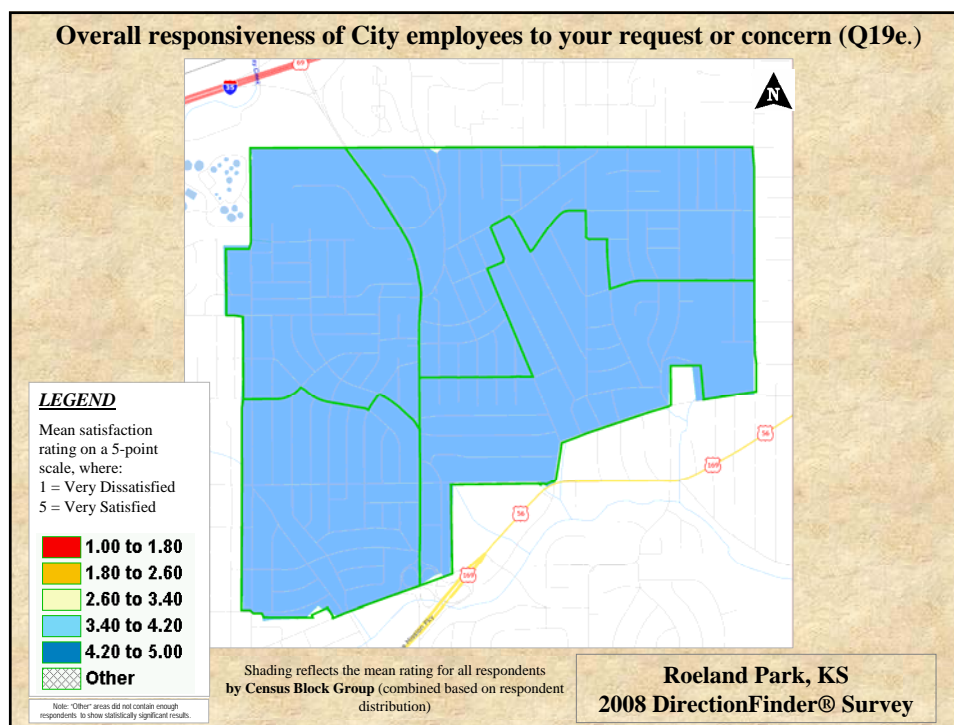 Overall responsiveness of City employees to your request or concern (Q19e.)
69
35
N
56
169
56
169
LEGEND
Mean satisfaction
rating on a 5-point
scale, where:
1 = Very Dissatisfied
5 = Very Satisfied
1.00 to 1.80
1.80 to 2.60
2.60 to 3.40
3.40 to 4.20
4.20 to 5.00
Other
Note: "Other" areas did not contain enough
respondents to show statistically significant results.
Shading reflects the mean rating for all respondents
by Census Block Group (combined based on respondent
distribution)
Roeland Park, KS
2008 DirectionFinder® Survey